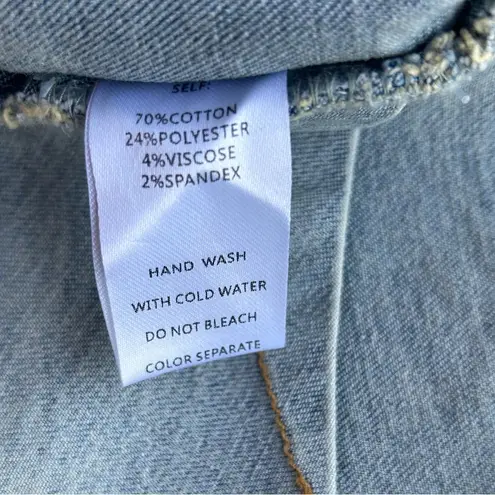 SELF:
70%COTTON
24%POLYESTER
4%VISCOSE
2%SPANDEX
HAND WASH
WITH COLD WATER
DO NOT BLEACH
COLOR SEPARATE